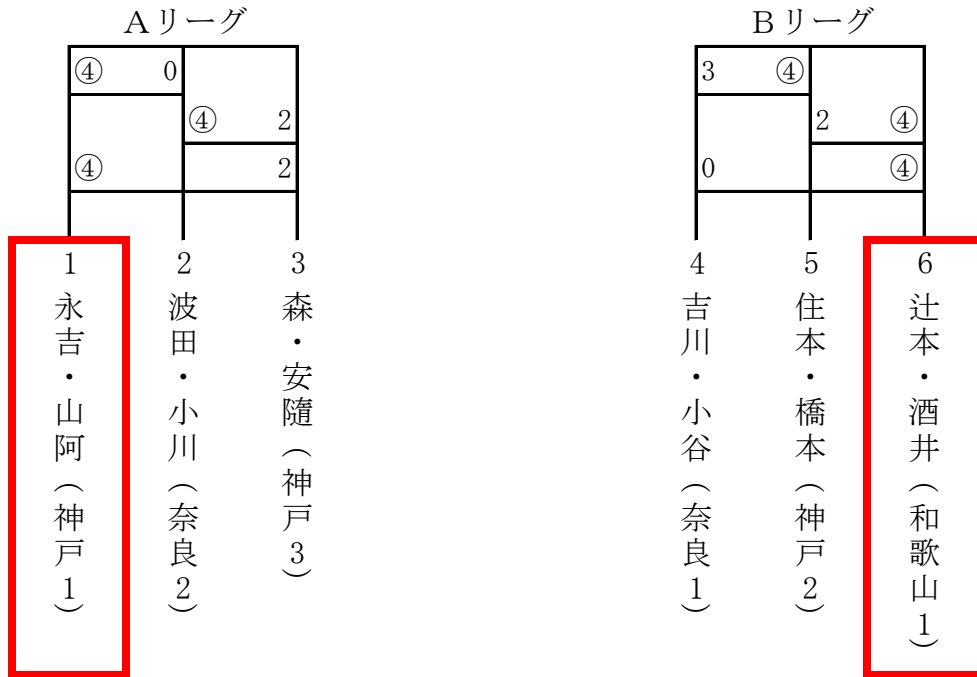 Aリーグ
④ 0
④ 2
④ 2
1 永吉・山阿(神戸1)
2 波田・小川(奈良2)
3 森・安隨(神戸3)
Bリーグ
3 ④
2 ④
0 ④
4 吉川・小谷(奈良1)
5 住本・橋本(神戸2)
6 辻本・酒井(和歌山1)